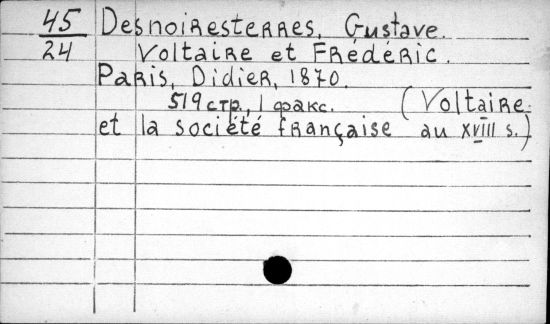 45 Desnoiresterres, Gustave.
24 Voltaire et Frédéric.
Paris, Didier, 1870.
519 стр., 1 факс. (Voltaire
et la société française au XVIII s.)